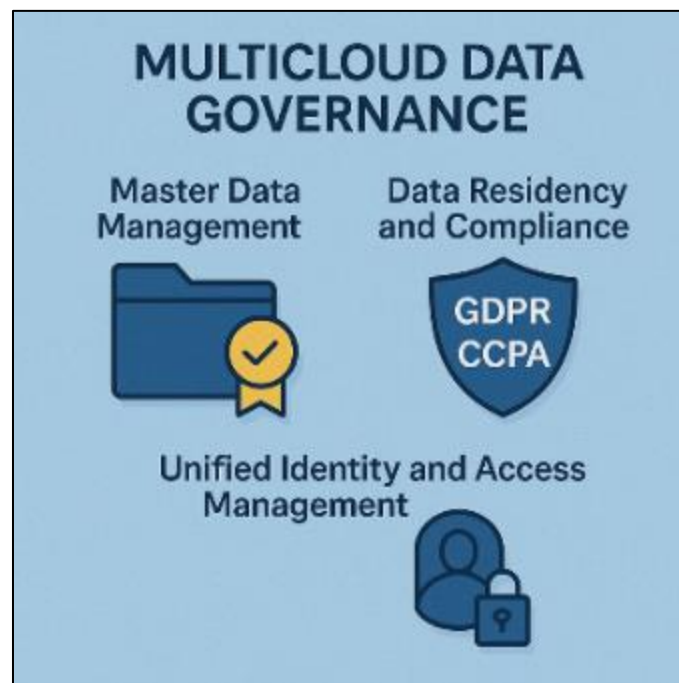 MULTICLOUD DATA
GOVERNANCE
Master Data
Management
Data Residency
and Compliance
GDPR
CCPA
Unified Identity and Access
Management